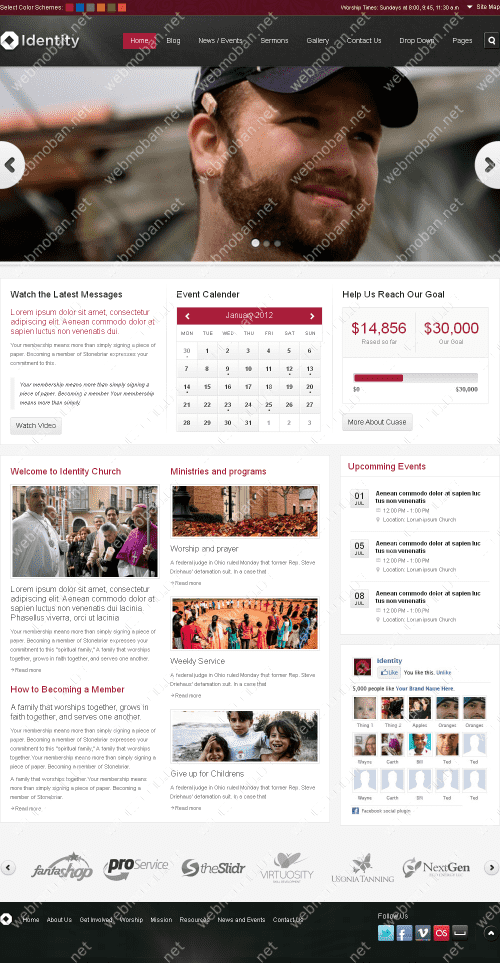 Select Color Schemes:
Worship Times: Sundays at 8:00, 9:45, 11:30 a.m
Site Map
Identity
Home
Blog
News / Events
Sermons
Gallery
Contact Us
Drop Down
Pages
webmoban.net
Watch the Latest Messages
Lorem ipsum dolor sit amet, consectetur
adipiscing elit. Aenean commodo dolor at
sapien luctus non venenatis dui.
Your membership means more than simply signing a piece of
paper. Becoming a member of Stonebriar expresses your
commitment to this.
Your membership means more than simply signing a
piece of paper. Becoming a member Your membership
means more than simply.
Watch Video
Event Calender
January 2012
MON TUE WED THU SAT SUN
30 1 2 3 4 5 6
7 8 9 10 11 12 13
14 15 16 17 18 19 20
21 22 23 24 25 26 27
28 29 30 31 1 2 3
Help Us Reach Our Goal
$14,856
Raised so far
$30,000
Our Goal
$0
$30,000
More About Cuase
Welcome to Identity Church
Lorem ipsum dolor sit amet, consectetur
adipiscing elit. Aenean commodo dolor at
sapien luctus non venenatis dui lacinia.
Phasellus viverra, orci ut lacinia
Your membership means more than simply signing a piece of
paper. Becoming a member of Stonebriar expresses your
commitment to this "spiritual family," A family that worships
together, grows in faith together, and serves one another.
Read more
How to Becoming a Member
A family that worships together, grows in
faith together, and serves one another.
Your membership means more than simply signing a piece of
paper. Becoming a member of Stonebriar expresses your
commitment to this "spiritual family," A family that worships
together Your membership means more than simply signing a
piece of paper. Becoming a member of Stonebriar.
A family that worships together Your membership means
more than simply signing a piece of paper. Becoming a
member of Stonebriar.
Read more
Ministries and programs
Worship and prayer
A federal judge in Ohio ruled Monday that former Rep. Steve
Driehaus' defamation suit. In a case that
Read more
Weekly Service
A federal judge in Ohio ruled Monday that former Rep. Steve
Driehaus' defamation suit. In a case that
Read more
Give up for Childrens
A federal judge in Ohio ruled Monday that former Rep. Steve
Driehaus' defamation suit. In a case that
Read more
Upcomming Events
01
JUL
Aenean commodo dolor at sapien luc
tus non venenatis
12:00 PM - 1:00 PM
Location: Lorum ipsum Church
05
JUL
Aenean commodo dolor at sapien luc
tus non venenatis
12:00 PM - 1:00 PM
Location: Lorum ipsum Church
08
JUL
Aenean commodo dolor at sapien luc
tus non venenatis
12:00 PM - 1:00 PM
Location: Lorum ipsum Church
Identity
Like
You like this. Unlike
5,000 people like Your Brand Name Here.
Thing 1 Thing 2 Apples Oranges Oranges
Wayne Garth Bill Ted Ted
Wayne Garth Bill Ted Ted
Facebook social plugin
fanfashop
proService
theSlidr
VIRTUOSITY
USONIA TANNING
NextGen
Home
About Us
Get Involved
Worship
Mission
Resources
News and Events
Contact Us
Follow Us